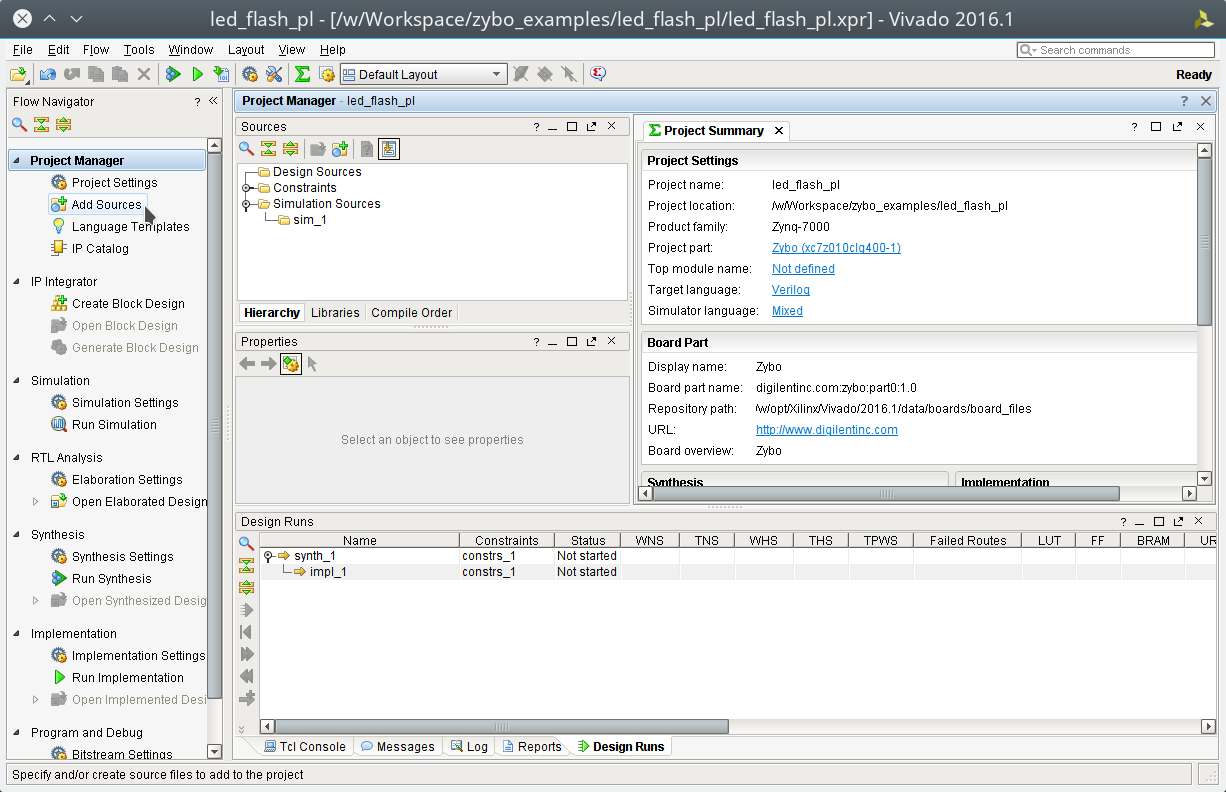 led_flash_pl - [/w/Workspace/zybo_examples/led_flash_pl/led_flash_pl.xpr] - Vivado 2016.1
File Edit Flow Tools Window Layout View Help
Search commands
Default Layout
Ready
Flow Navigator
Project Manager
Project Settings
Add Sources
Language Templates
IP Catalog
IP Integrator
Create Block Design
Open Block Design
Generate Block Design
Simulation
Simulation Settings
Run Simulation
RTL Analysis
Elaboration Settings
Open Elaborated Design
Synthesis
Synthesis Settings
Run Synthesis
Open Synthesized Desig
Implementation
Implementation Settings
Run Implementation
Open Implemented Desi
Program and Debug
Bitstream Settings
Project Manager - led_flash_pl
Sources
Design Sources
Constraints
Simulation Sources
sim_1
Hierarchy Libraries Compile Order
Properties
Select an object to see properties
Project Summary
Project Settings
Project name: led_flash_pl
Project location: /w/Workspace/zybo_examples/led_flash_pl
Product family: Zynq-7000
Project part: Zybo (xc7z010clg400-1)
Top module name: Not defined
Target language: Verilog
Simulator language: Mixed
Board Part
Display name: Zybo
Board part name: digilentinc.com:zybo:part0:1.0
Repository path: /w/opt/Xilinx/Vivado/2016.1/data/boards/board_files
URL: http://www.digilentinc.com
Board overview: Zybo
Synthesis Implementation
Design Runs
Name Constraints Status WNS TNS WHS THS TPWS Failed Routes LUT FF BRAM UR
synth_1 constrs_1 Not started
impl_1 constrs_1 Not started
Tcl Console Messages Log Reports Design Runs
Specify and/or create source files to add to the project